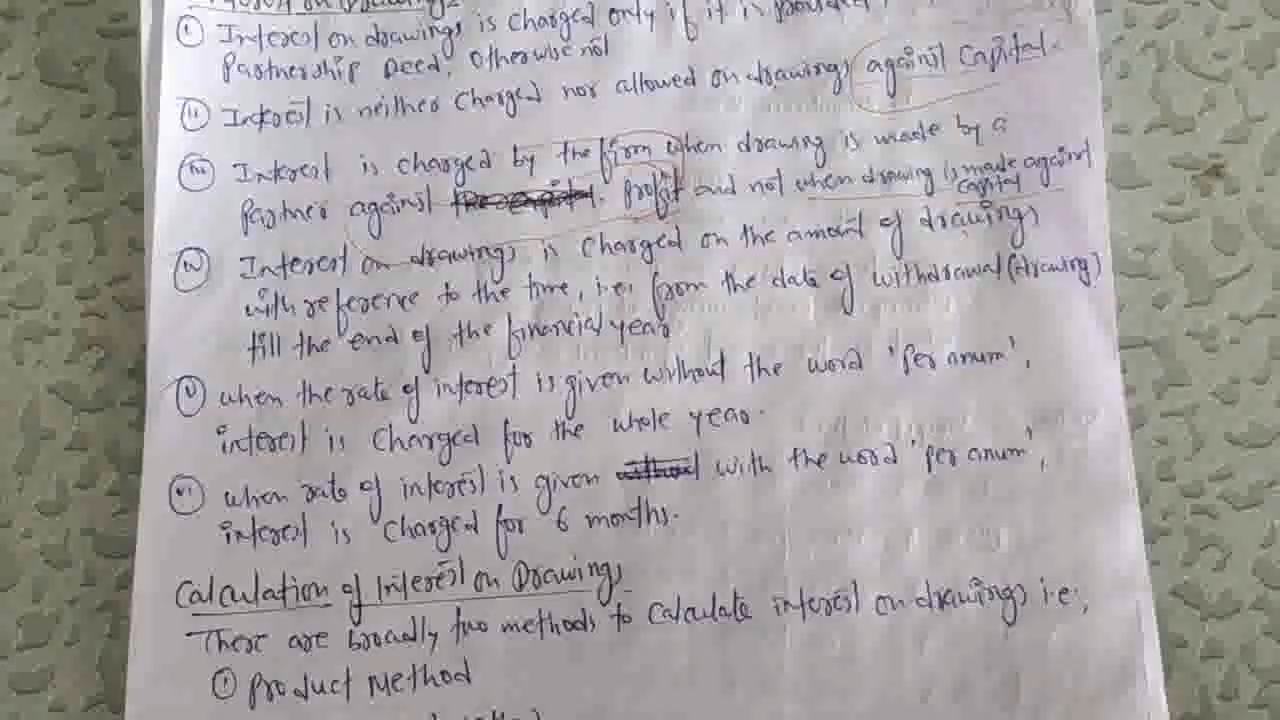 on Drawings
(i) Interest on drawings is charged only if it is provided
Partnership Deed, Otherwise not
(ii) Interest is neither charged nor allowed on drawings against capital.
(iii) Interest is charged by the firm when drawing is made by a
Partner against profit and not when drawing is made against
capital
(iv) Interest on drawings is charged on the amount of drawings
with reference to the time, i.e. from the date of withdrawal (drawing)
till the end of the financial year
(v) when the rate of interest is given without the word 'per anum',
interest is charged for the whole year.
(vi) when rate of interest is given with the word 'per anum',
interest is charged for 6 months.
Calculation of Interest on Drawings
There are broadly two methods to calculate interest on drawings i.e.,
(1) Product Method